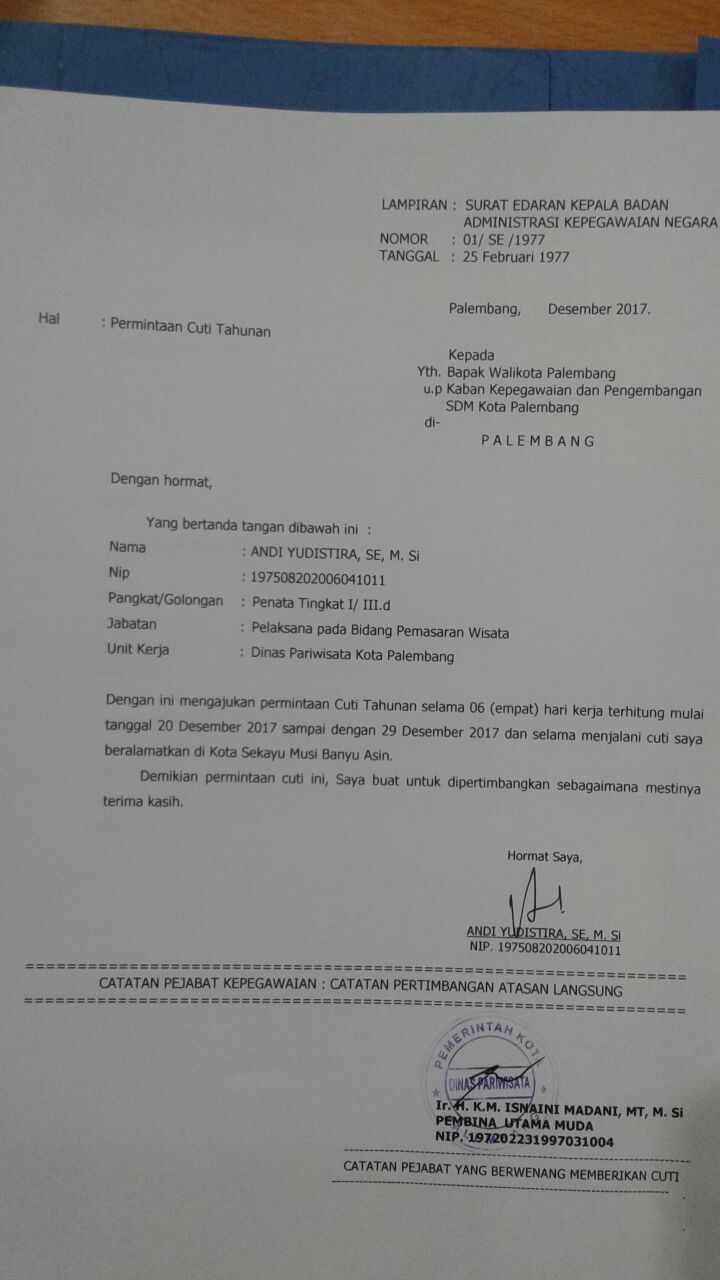 LAMPIRAN : SURAT EDARAN KEPALA BADAN
ADMINISTRASI KEPEGAWAIAN NEGARA
NOMOR : 01/ SE /1977
TANGGAL : 25 Februari 1977
Palembang, Desember 2017.
Hal : Permintaan Cuti Tahunan
Kepada
Yth. Bapak Walikota Palembang
u.p Kaban Kepegawaian dan Pengembangan
SDM Kota Palembang
di-
P A L E M B A N G
Dengan hormat,
Yang bertanda tangan dibawah ini :
Nama : ANDI YUDISTIRA, SE, M. Si
Nip : 197508202006041011
Pangkat/Golongan : Penata Tingkat I/ III.d
Jabatan : Pelaksana pada Bidang Pemasaran Wisata
Unit Kerja : Dinas Pariwisata Kota Palembang
Dengan ini mengajukan permintaan Cuti Tahunan selama 06 (empat) hari kerja terhitung mulai
tanggal 20 Desember 2017 sampai dengan 29 Desember 2017 dan selama menjalani cuti saya
beralamatkan di Kota Sekayu Musi Banyu Asin.
Demikian permintaan cuti ini, Saya buat untuk dipertimbangkan sebagaimana mestinya
terima kasih.
Hormat Saya,
ANDI YUDISTIRA, SE, M. Si
NIP. 197508202006041011
CATATAN PEJABAT KEPEGAWAIAN : CATATAN PERTIMBANGAN ATASAN LANGSUNG
PEMERINTAH KOTA
DINAS PARIWISATA
Ir. H. K.M. ISNAINI MADANI, MT, M. Si
PEMBINA UTAMA MUDA
NIP. 197202231997031004
CATATAN PEJABAT YANG BERWENANG MEMBERIKAN CUTI